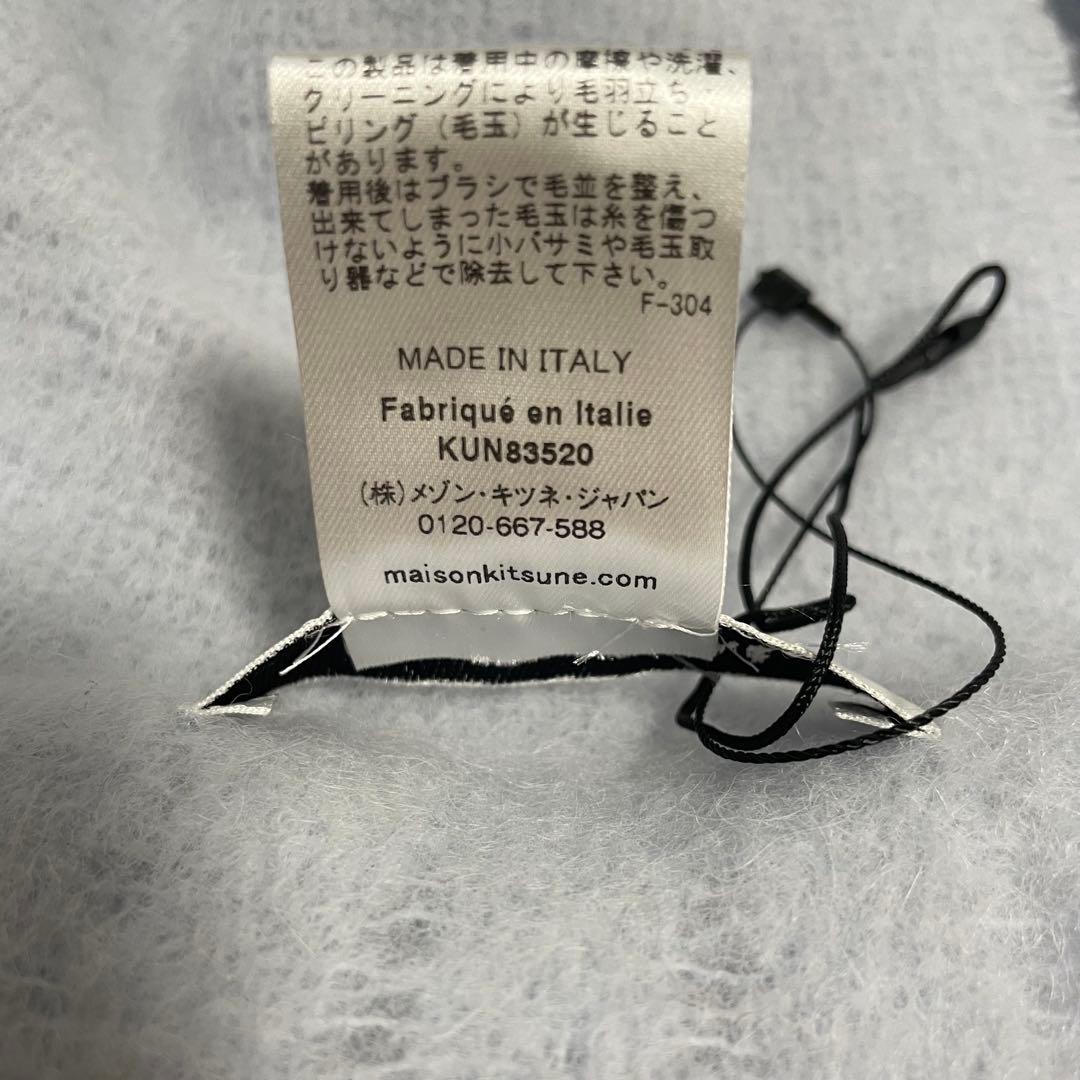 この製品は着用中の摩擦や洗濯、
クリーニングにより毛羽立ち・
ピリング（毛玉）が生じること
があります。
着用後はブラシで毛並を整え、
出来てしまった毛玉は糸を傷つ
けないように小バサミや毛玉取
り器などで除去して下さい。
F-304
MADE IN ITALY
Fabriqué en Italie
KUN83520
(株)メゾン・キツネ・ジャパン
0120-667-588
maisonkitsune.com